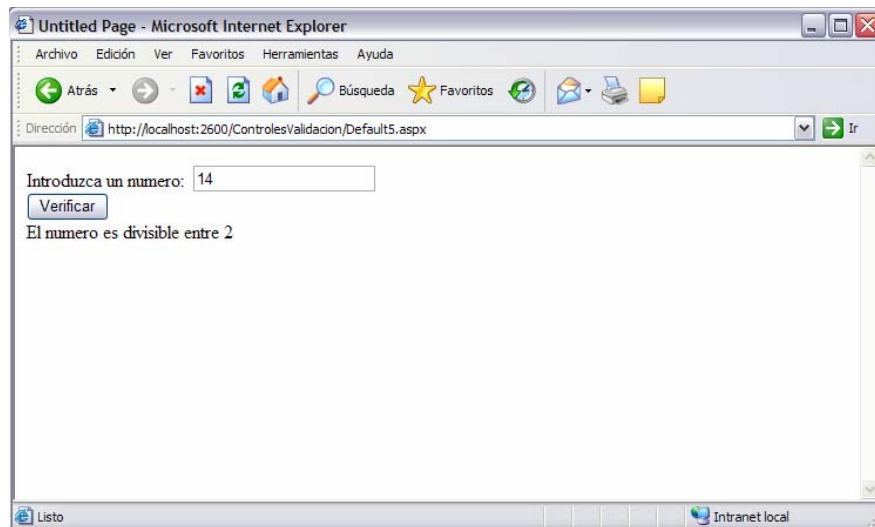 Untitled Page - Microsoft Internet Explorer
Archivo Edición Ver Favoritos Herramientas Ayuda
Atrás Búsqueda Favoritos
Dirección http://localhost:2600/ControlesValidacion/Default5.aspx Ir
Introduzca un numero: 14
Verificar
El numero es divisible entre 2
Listo Intranet local